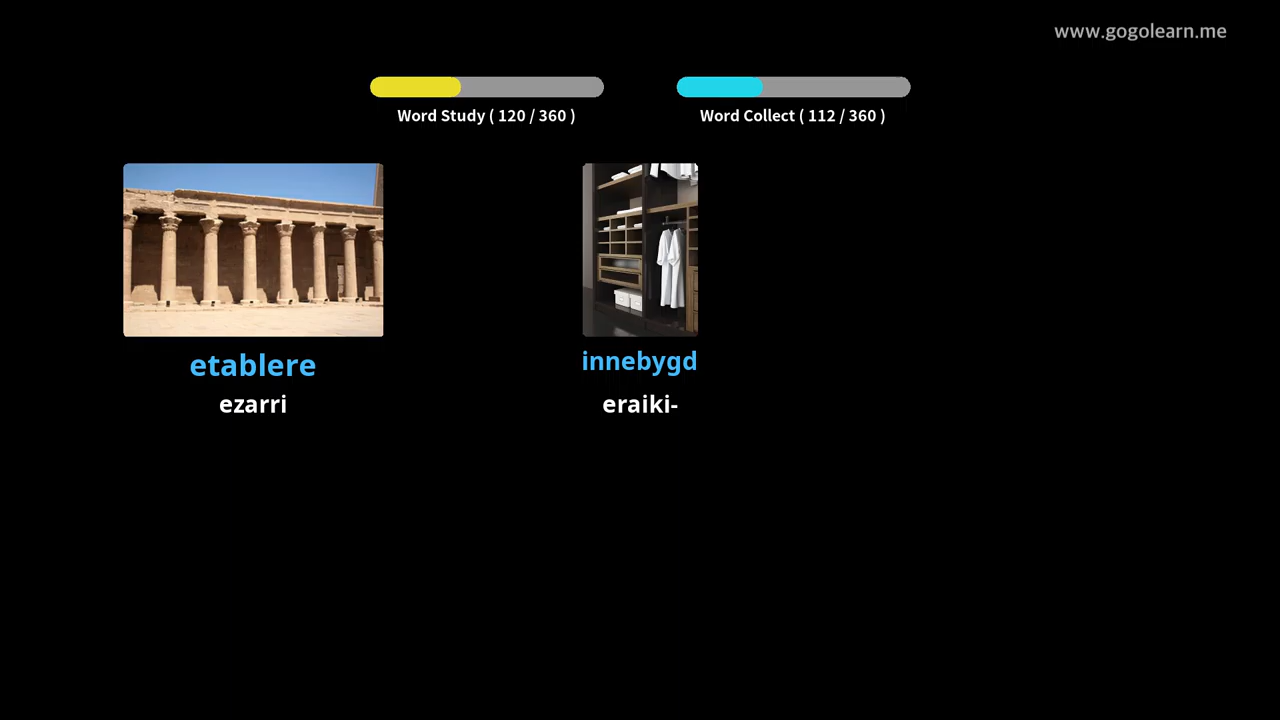 www.gogolearn.me
Word Study ( 120 / 360 )
Word Collect ( 112 / 360 )
etablere
ezarri
innebygd
eraiki-